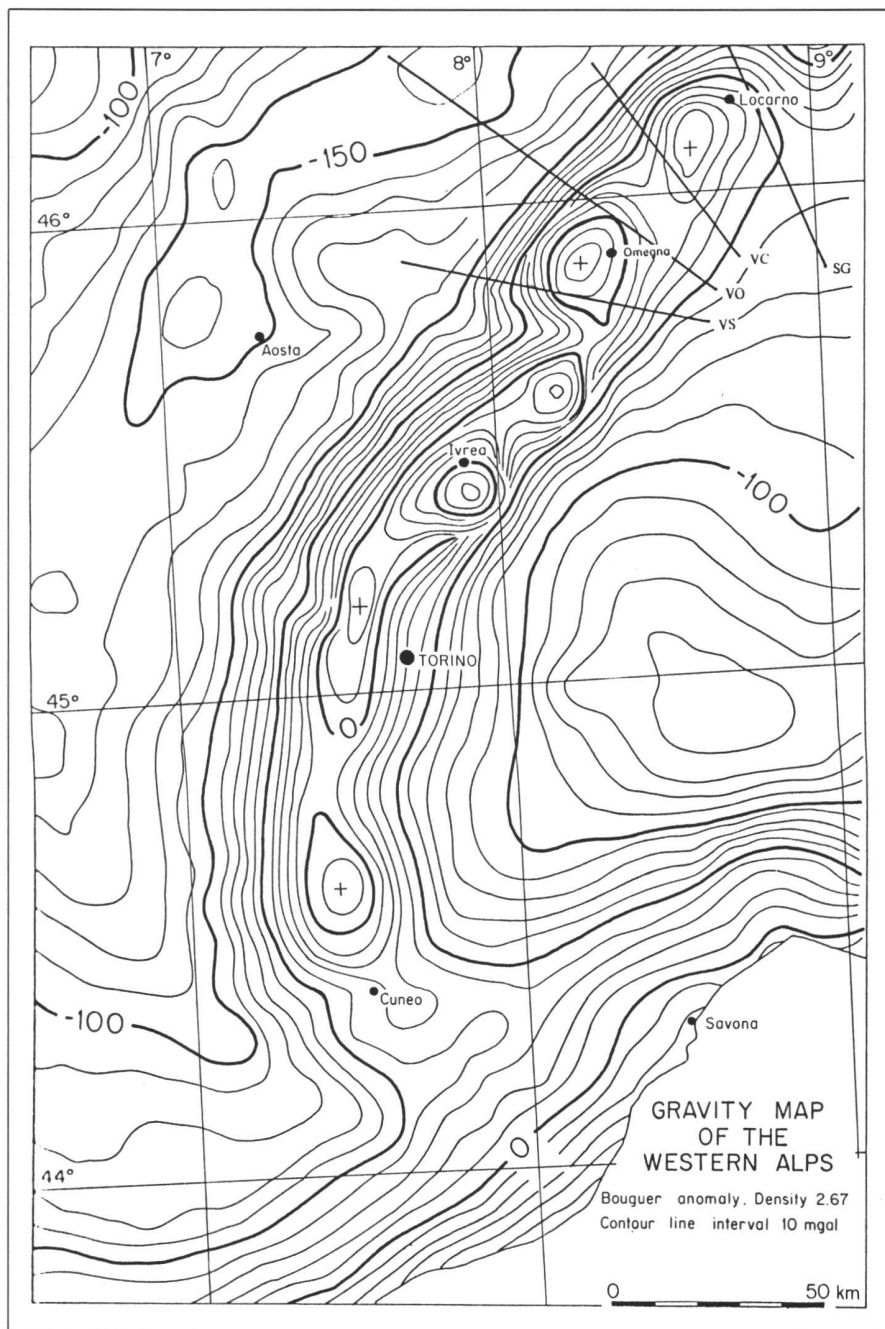 7°
8°
9°
-100
Locarno
-150
46°
Omegna
VC
SG
VO
VS
Aosta
Ivrea
-100
TORINO
45°
0
Cuneo
-100
Savona
0
44°
GRAVITY MAP
OF THE
WESTERN ALPS
Bouguer anomaly. Density 2.67
Contour line interval 10 mgal
0 50 km